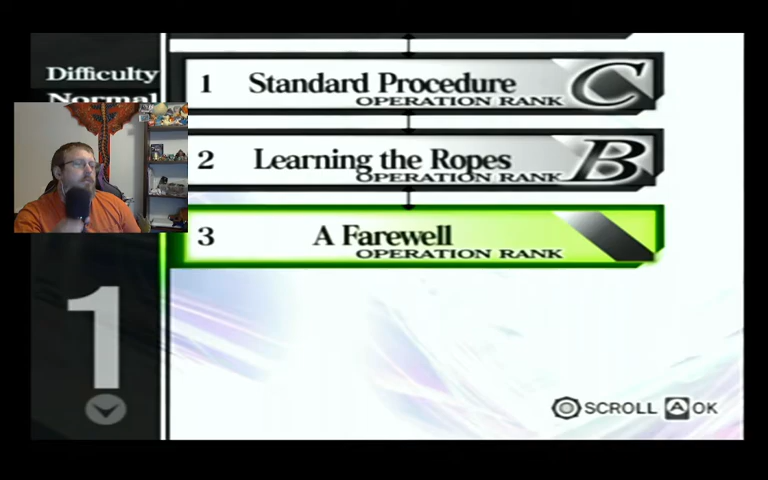 Difficulty
Normal
1 Standard Procedure
OPERATION RANK C
2 Learning the Ropes
OPERATION RANK B
3 A Farewell
OPERATION RANK
1
SCROLL A OK